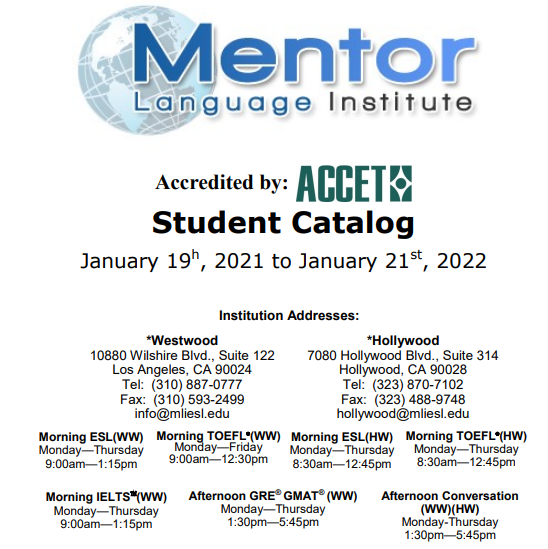 Mentor
Language Institute
Accredited by: ACCET
Student Catalog
January 19h, 2021 to January 21st, 2022
Institution Addresses:
*Westwood
10880 Wilshire Blvd., Suite 122
Los Angeles, CA 90024
Tel: (310) 887-0777
Fax: (310) 593-2499
info@mliesl.edu
*Hollywood
7080 Hollywood Blvd., Suite 314
Hollywood, CA 90028
Tel: (323) 870-7102
Fax: (323) 488-9748
hollywood@mliesl.edu
Morning ESL(WW)
Monday—Thursday
9:00am—1:15pm
Morning TOEFL®(WW)
Monday—Friday
9:00am—12:30pm
Morning ESL(HW)
Monday—Thursday
8:30am—12:45pm
Morning TOEFL®(HW)
Monday—Thursday
8:30am—12:45pm
Morning IELTS™(WW)
Monday—Thursday
9:00am—1:15pm
Afternoon GRE® GMAT® (WW)
Monday—Thursday
1:30pm—5:45pm
Afternoon Conversation
(WW)(HW)
Monday-Thursday
1:30pm—5:45pm